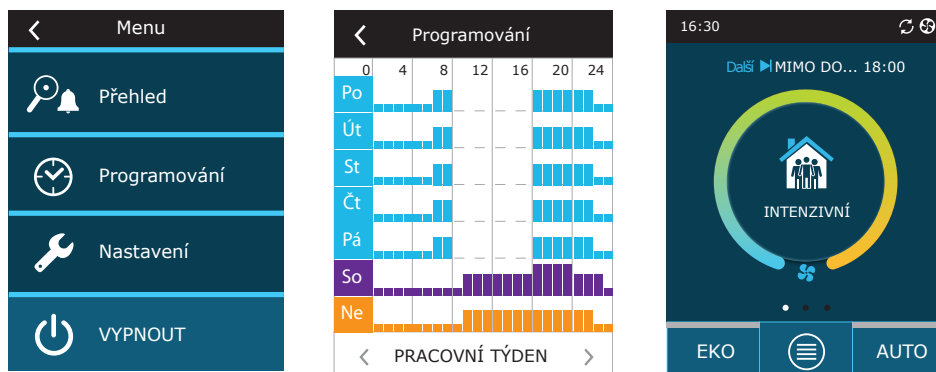 Menu
Přehled
Programování
Nastavení
VYPNOUT
Programování
0 4 8 12 16 20 24
Po
Út
St
Čt
Pá
So
Ne
PRACOVNÍ TÝDEN
16:30
Další MIMO DO... 18:00
INTENZIVNÍ
EKO AUTO